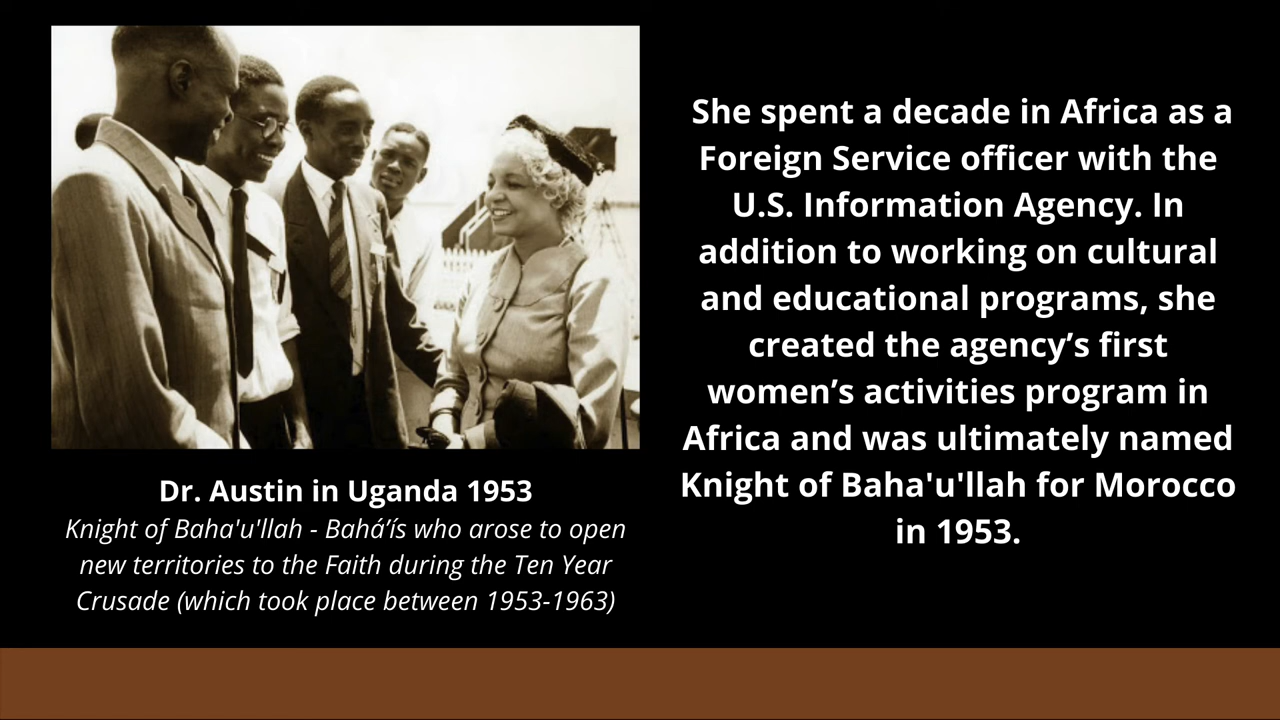 Dr. Austin in Uganda 1953
Knight of Baha'u'llah - Bahá’ís who arose to open
new territories to the Faith during the Ten Year
Crusade (which took place between 1953-1963)
She spent a decade in Africa as a
Foreign Service officer with the
U.S. Information Agency. In
addition to working on cultural
and educational programs, she
created the agency’s first
women’s activities program in
Africa and was ultimately named
Knight of Baha'u'llah for Morocco
in 1953.